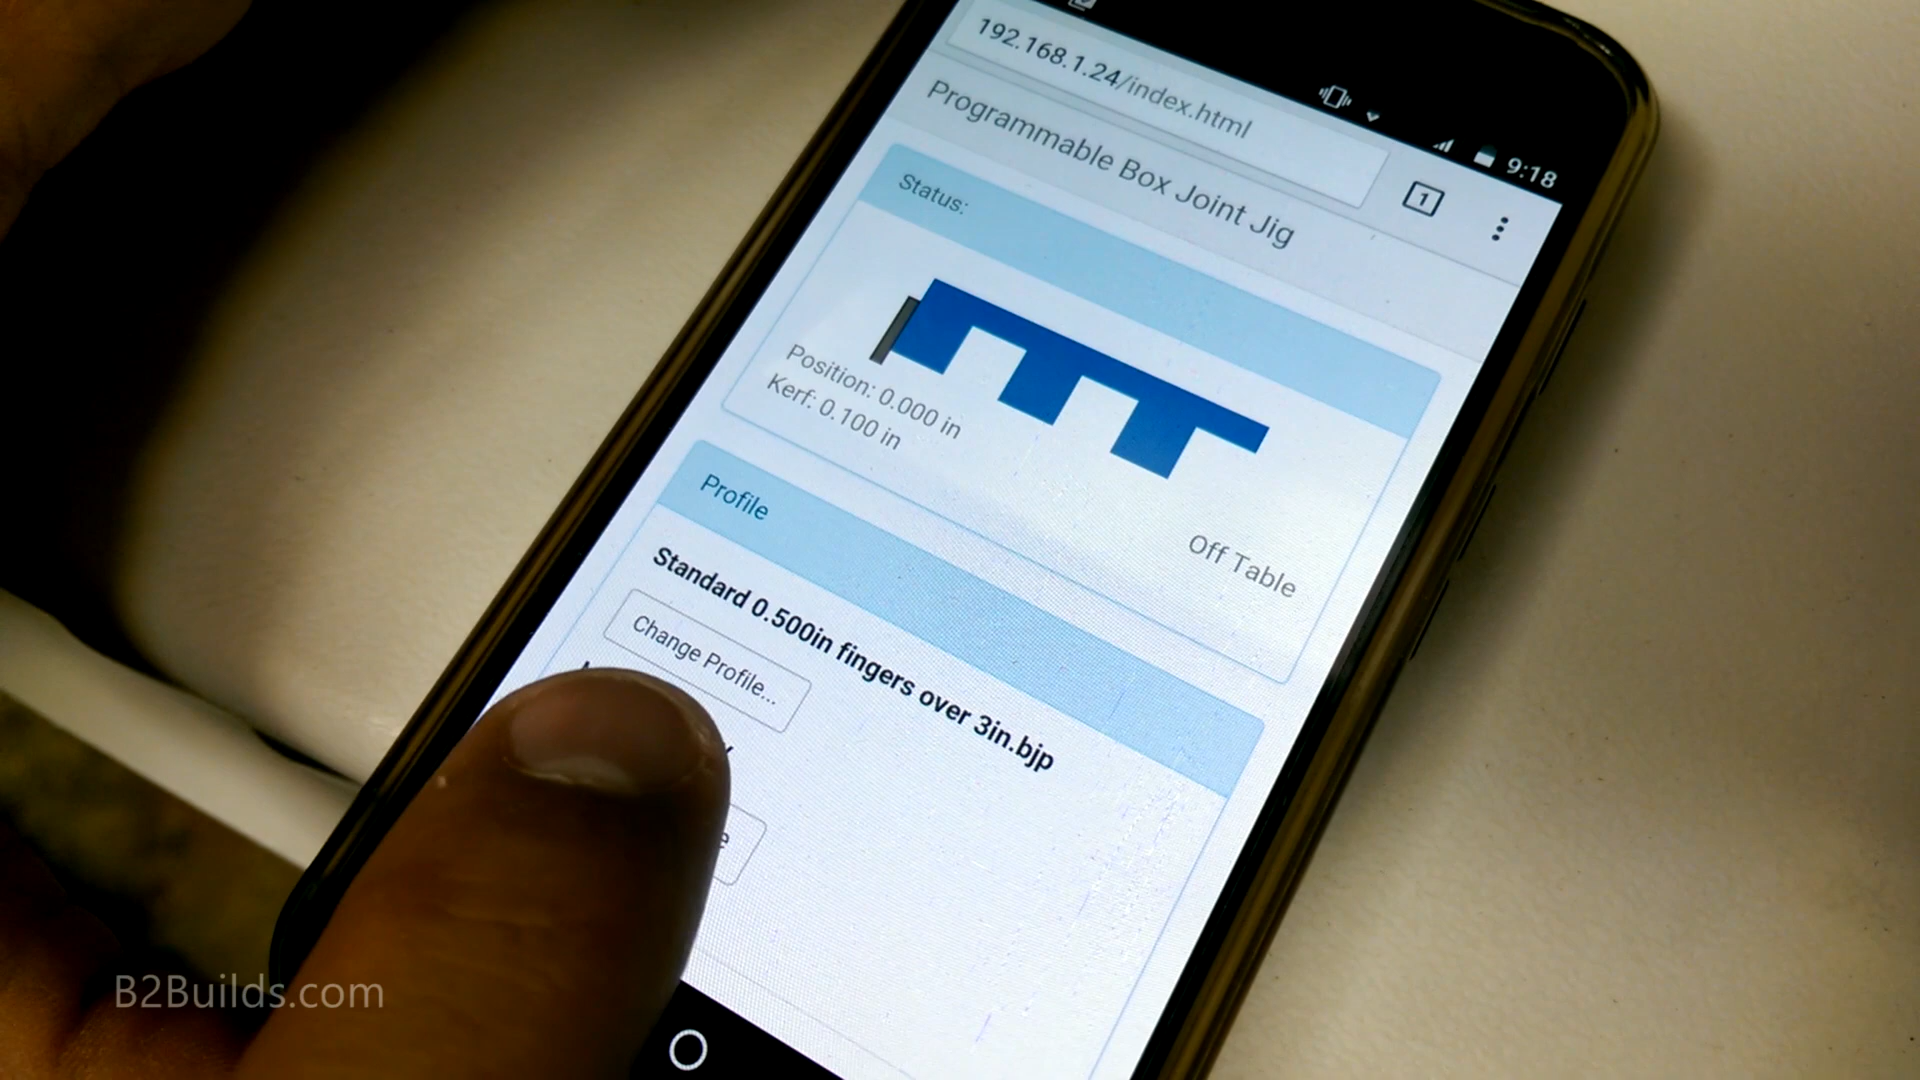 192.168.1.24/index.html
1
9:18
Programmable Box Joint Jig
Status:
Position: 0.000 in
Kerf: 0.100 in
Off Table
Profile
Standard 0.500in fingers over 3in.bjp
Change Profile...
B2Builds.com